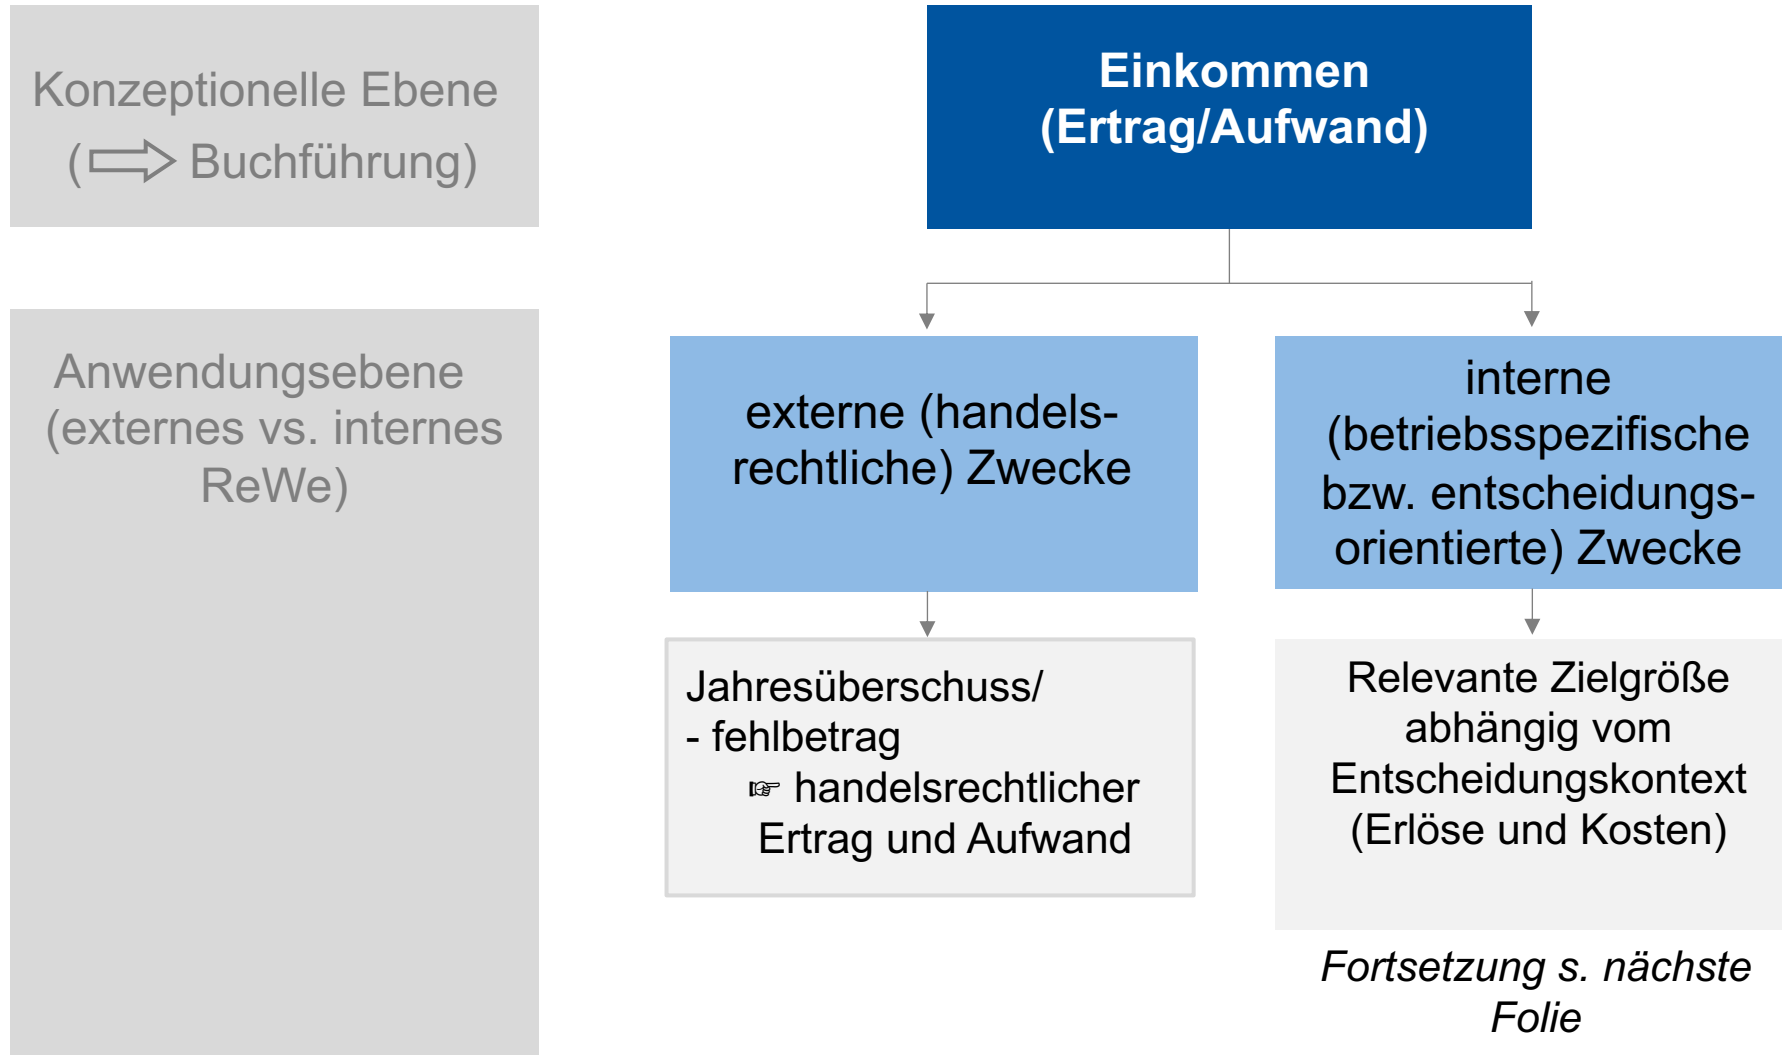 Konzeptionelle Ebene
( ⇨ Buchführung)
Einkommen
(Ertrag/Aufwand)
Anwendungsebene
(externes vs. internes
ReWe)
externe (handels-
rechtliche) Zwecke
interne
(betriebsspezifische
bzw. entscheidungs-
orientierte) Zwecke
Jahresüberschuss/
- fehlbetrag
☞ handelsrechtlicher
Ertrag und Aufwand
Relevante Zielgröße
abhängig vom
Entscheidungskontext
(Erlöse und Kosten)
Fortsetzung s. nächste
Folie